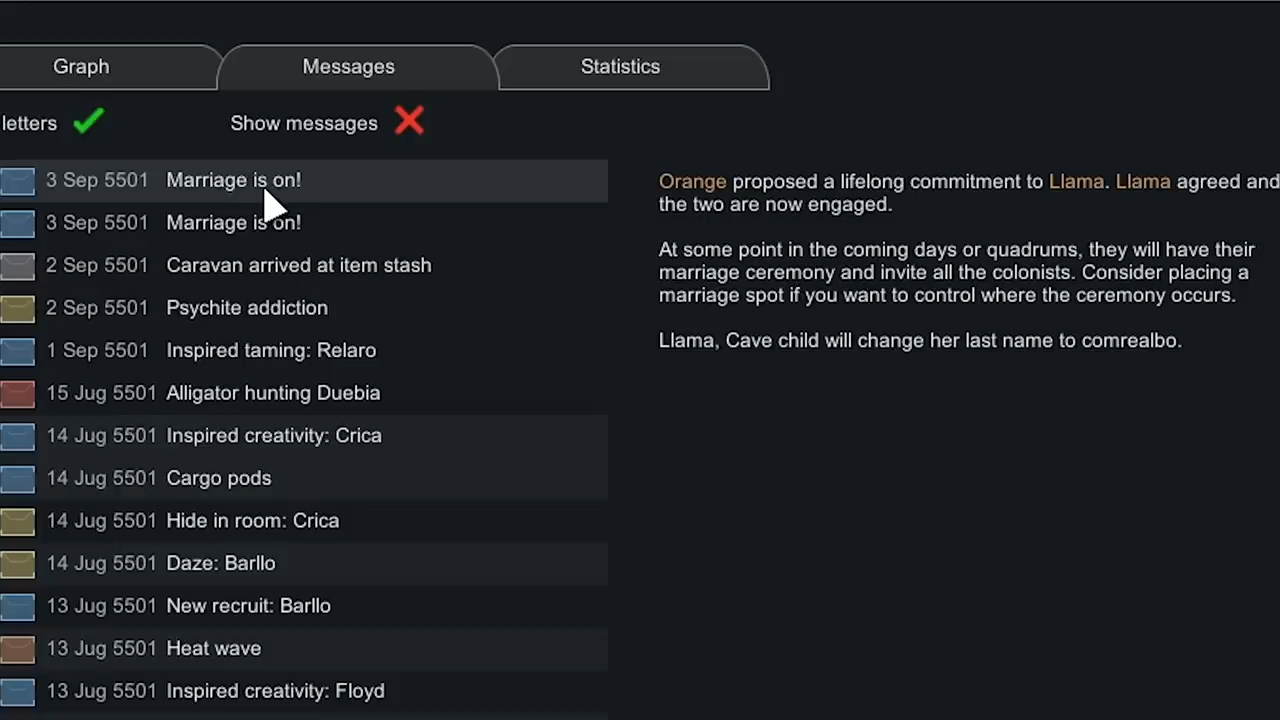 Graph Messages Statistics
letters Show messages
3 Sep 5501 Marriage is on!
3 Sep 5501 Marriage is on!
2 Sep 5501 Caravan arrived at item stash
2 Sep 5501 Psychite addiction
1 Sep 5501 Inspired taming: Relaro
15 Jug 5501 Alligator hunting Duebia
14 Jug 5501 Inspired creativity: Crica
14 Jug 5501 Cargo pods
14 Jug 5501 Hide in room: Crica
14 Jug 5501 Daze: Barllo
13 Jug 5501 New recruit: Barllo
13 Jug 5501 Heat wave
13 Jug 5501 Inspired creativity: Floyd
Orange proposed a lifelong commitment to Llama. Llama agreed and
the two are now engaged.
At some point in the coming days or quadrums, they will have their
marriage ceremony and invite all the colonists. Consider placing a
marriage spot if you want to control where the ceremony occurs.
Llama, Cave child will change her last name to comrealbo.